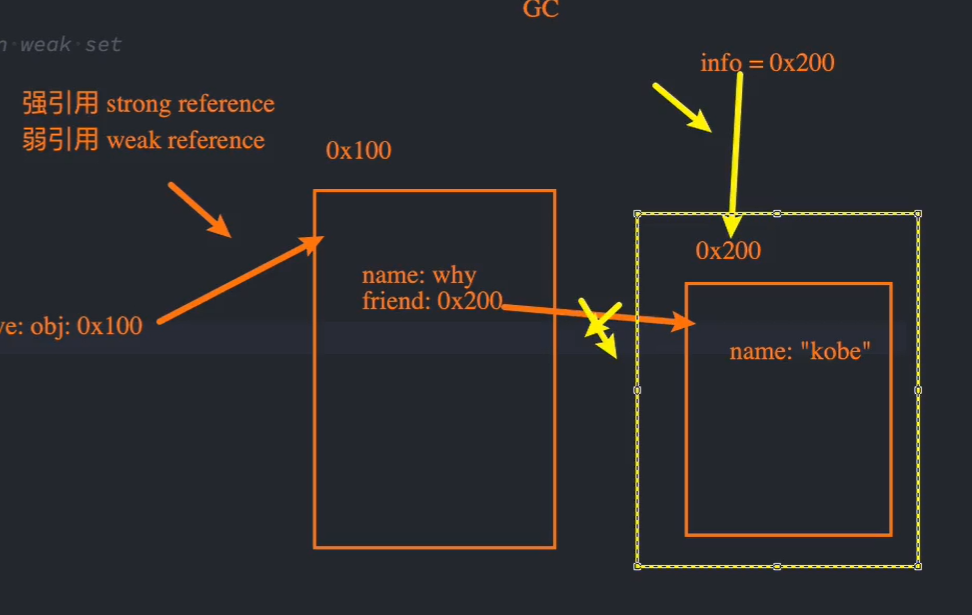 GC
n weak set
info = 0x200
强引用 strong reference
弱引用 weak reference
0x100
0x200
name: why
friend: 0x200
ve: obj: 0x100
name: "kobe"